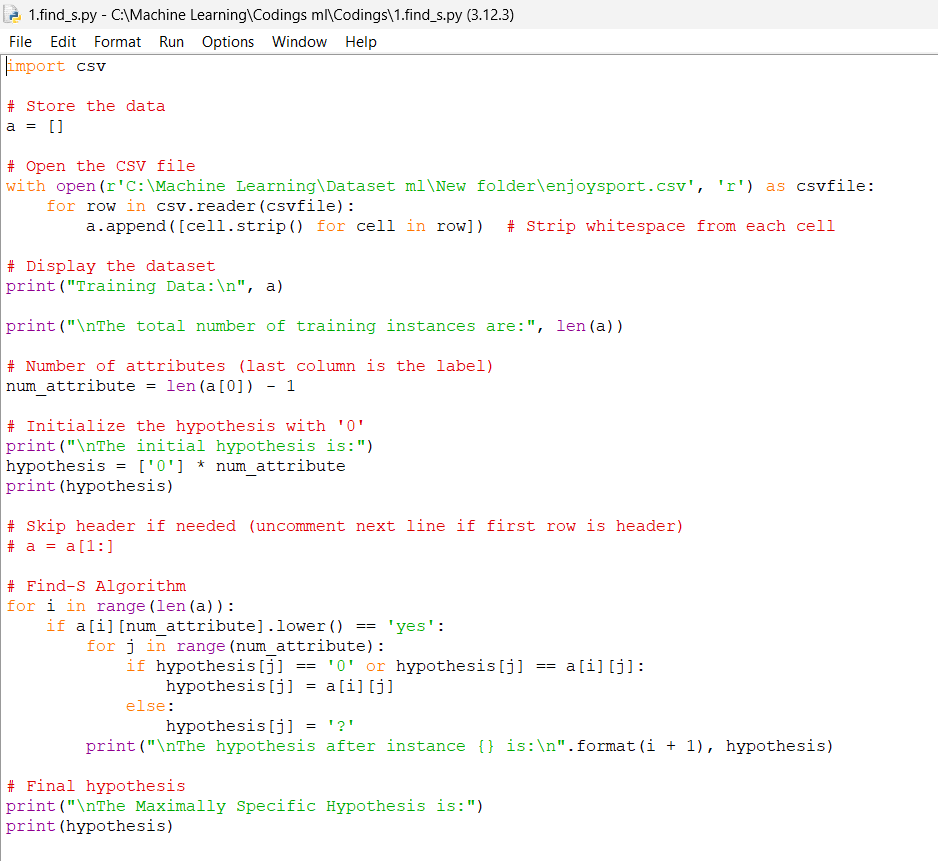 1.find_s.py - C:\Machine Learning\Codings ml\Codings\1.find_s.py (3.12.3)
File Edit Format Run Options Window Help
import csv

# Store the data
a = []

# Open the CSV file
with open(r'C:\Machine Learning\Dataset ml\New folder\enjoysport.csv', 'r') as csvfile:
    for row in csv.reader(csvfile):
        a.append([cell.strip() for cell in row])  # Strip whitespace from each cell

# Display the dataset
print("Training Data:\n", a)

print("\nThe total number of training instances are:", len(a))

# Number of attributes (last column is the label)
num_attribute = len(a[0]) - 1

# Initialize the hypothesis with '0'
print("\nThe initial hypothesis is:")
hypothesis = ['0'] * num_attribute
print(hypothesis)

# Skip header if needed (uncomment next line if first row is header)
# a = a[1:]

# Find-S Algorithm
for i in range(len(a)):
    if a[i][num_attribute].lower() == 'yes':
        for j in range(num_attribute):
            if hypothesis[j] == '0' or hypothesis[j] == a[i][j]:
                hypothesis[j] = a[i][j]
            else:
                hypothesis[j] = '?'
        print("\nThe hypothesis after instance {} is:\n".format(i + 1), hypothesis)

# Final hypothesis
print("\nThe Maximally Specific Hypothesis is:")
print(hypothesis)